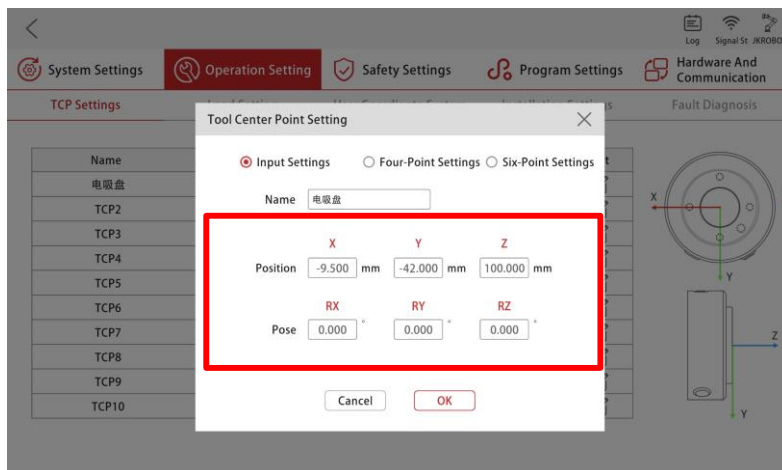 Log Signal St JKROBO
System Settings Operation Setting Safety Settings Program Settings Hardware And Communication
TCP Settings Fault Diagnosis
Tool Center Point Setting
Input Settings Four-Point Settings Six-Point Settings
Name
电吸盘
TCP2
TCP3
TCP4
TCP5
TCP6
TCP7
TCP8
TCP9
TCP10
Name 电吸盘
X Y Z
Position -9.500 mm -42.000 mm 100.000 mm
RX RY RZ
Pose 0.000 ° 0.000 ° 0.000 °
Cancel OK
X
Y
Z
Y